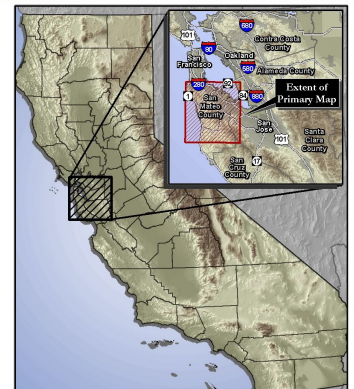 680
101
Contra Costa
County
80
Oakland
San
Francisco
580
Alameda County
280
92
Extent of
Primary Map
84
880
1
San
Mateo
County
San
Jose
101
Santa
Clara
County
San
Cruz
County
17